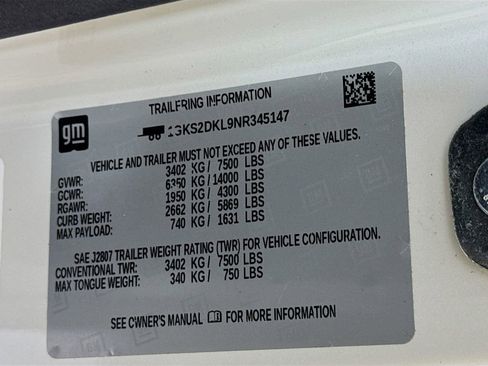 TRAILERING INFORMATION
gm
1GKS2DKL9NR345147
VEHICLE AND TRAILER MUST NOT EXCEED ANY OF THESE VALUES.
GVWR: 3402 KG / 7500 LBS
GCWR: 6350 KG / 14000 LBS
RGAWR: 1950 KG / 4300 LBS
CURB WEIGHT: 2662 KG / 5869 LBS
MAX PAYLOAD: 740 KG / 1631 LBS
SAE J2807 TRAILER WEIGHT RATING (TWR) FOR VEHICLE CONFIGURATION.
CONVENTIONAL TWR: 3402 KG / 7500 LBS
MAX TONGUE WEIGHT: 340 KG / 750 LBS
SEE OWNER'S MANUAL FOR MORE INFORMATION